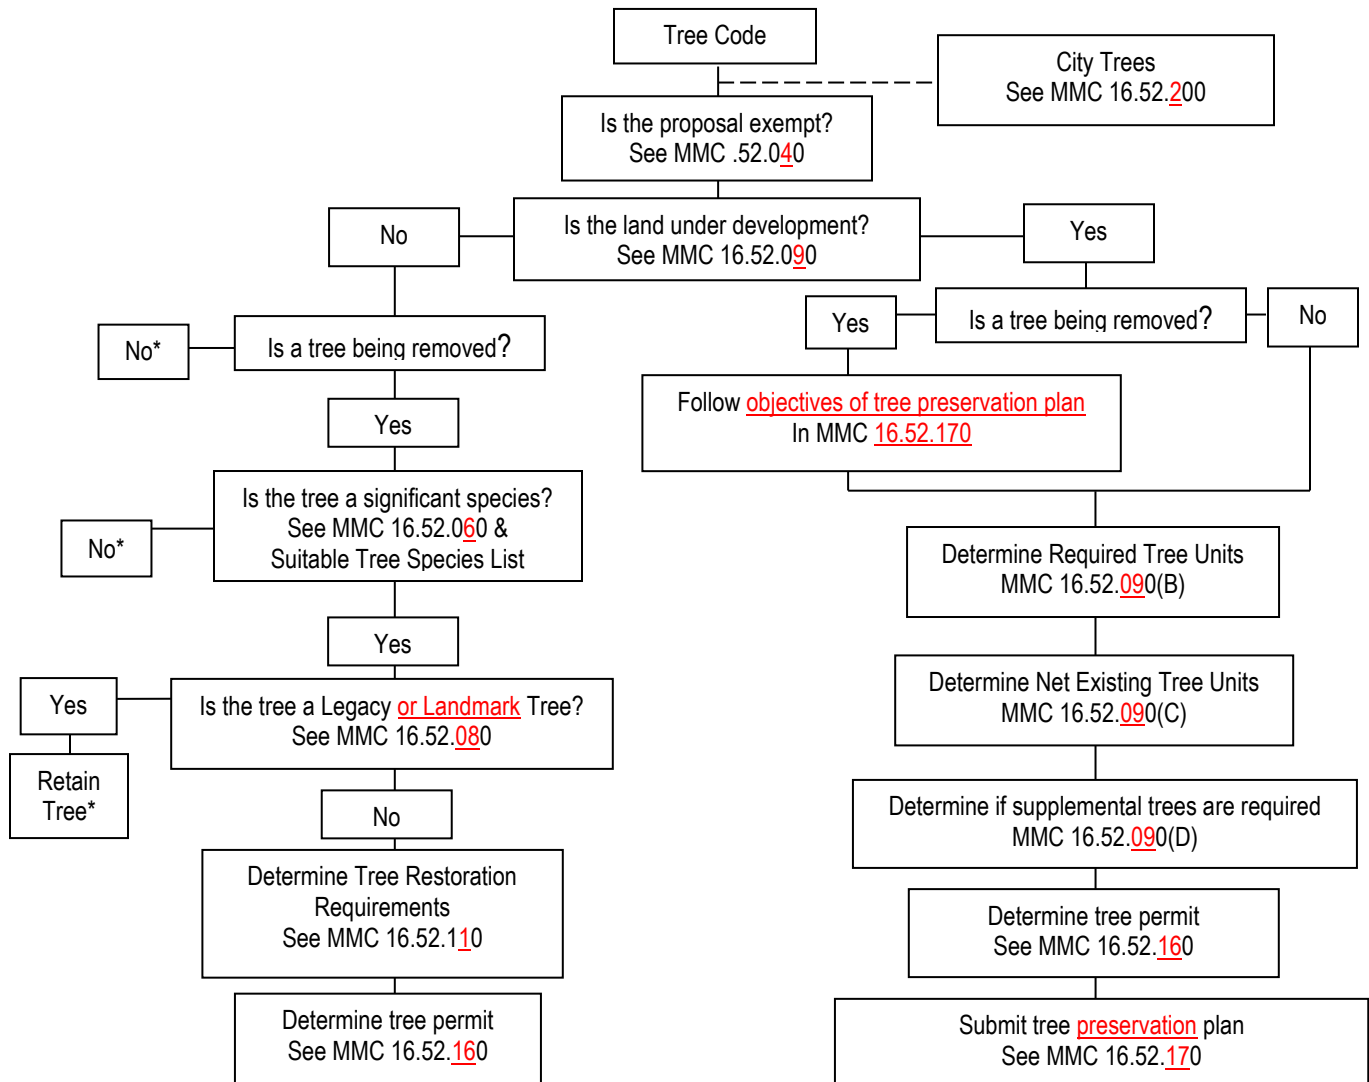 Tree Code
City Trees
See MMC 16.52.200
Is the proposal exempt?
See MMC .52.040
Is the land under development?
See MMC 16.52.090
No
Yes
Is a tree being removed?
No*
Yes
Is a tree being removed?
No
Yes
Follow objectives of tree preservation plan
In MMC 16.52.170
Is the tree a significant species?
See MMC 16.52.060 &
Suitable Tree Species List
No*
Yes
Determine Required Tree Units
MMC 16.52.090(B)
Is the tree a Legacy or Landmark Tree?
See MMC 16.52.080
Yes
Retain
Tree*
No
Determine Net Existing Tree Units
MMC 16.52.090(C)
Determine if supplemental trees are required
MMC 16.52.090(D)
Determine Tree Restoration
Requirements
See MMC 16.52.110
Determine tree permit
See MMC 16.52.160
Determine tree permit
See MMC 16.52.160
Submit tree preservation plan
See MMC 16.52.170